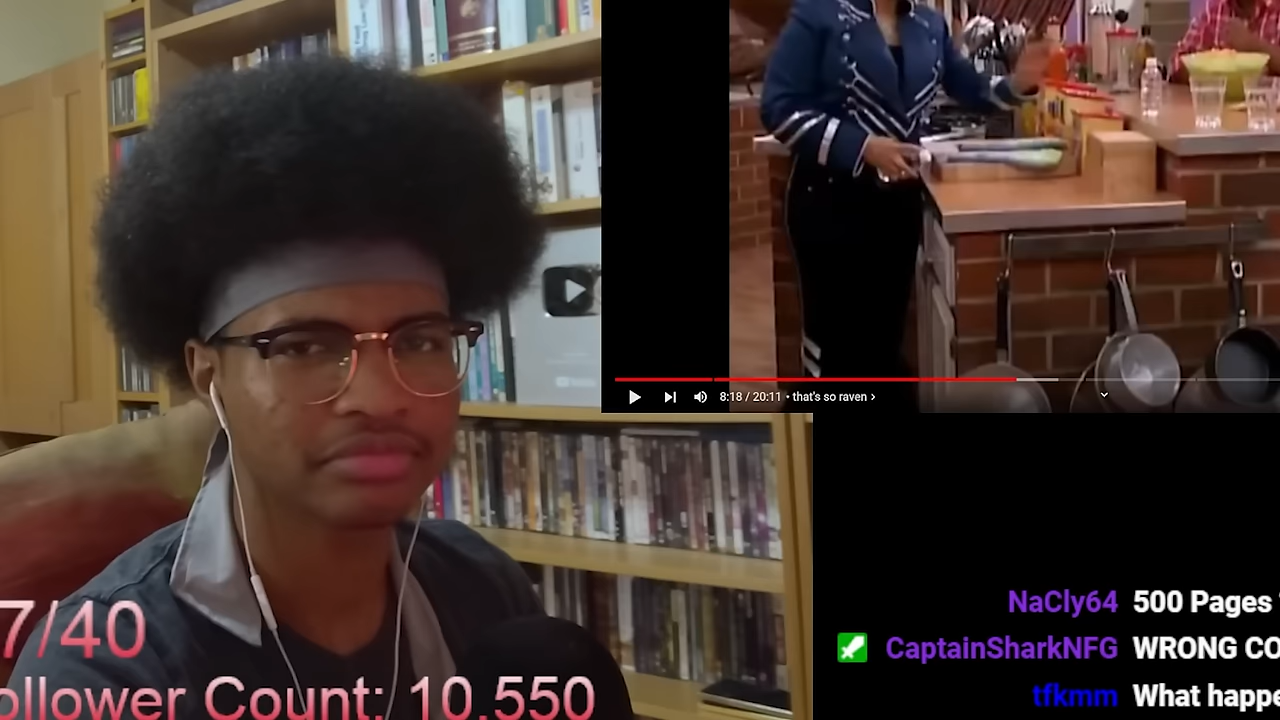 8:18 / 20:11 • that's so raven >
NaCly64 500 Pages
CaptainSharkNFG WRONG CO
tfkmm What happe
7/40
ollower Count: 10,550